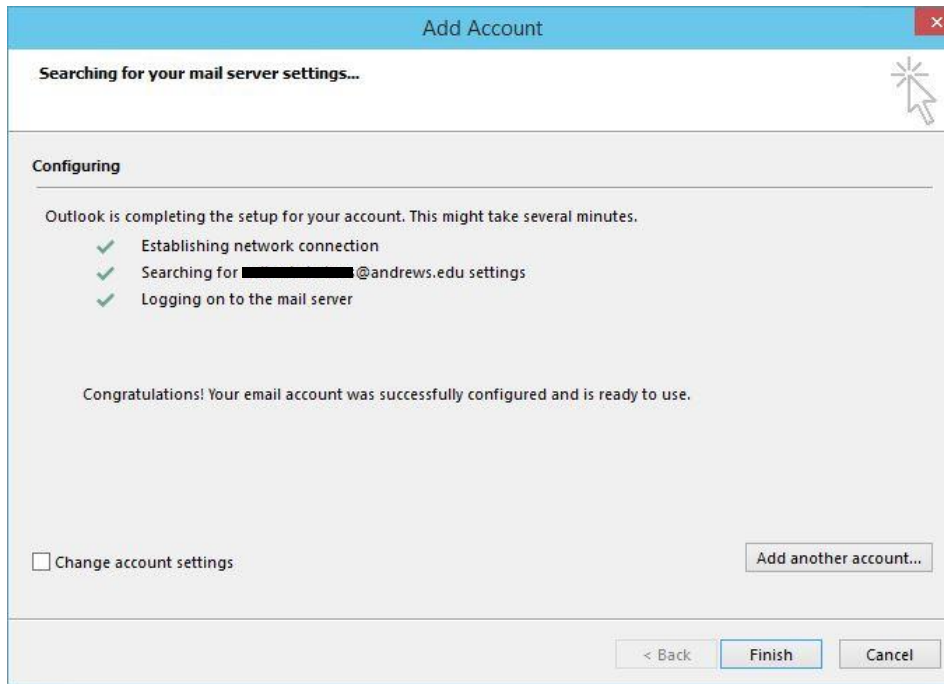 Add Account
Searching for your mail server settings...
Configuring
Outlook is completing the setup for your account. This might take several minutes.
Establishing network connection
Searching for @andrews.edu settings
Logging on to the mail server
Congratulations! Your email account was successfully configured and is ready to use.
Change account settings
Add another account...
< Back
Finish
Cancel